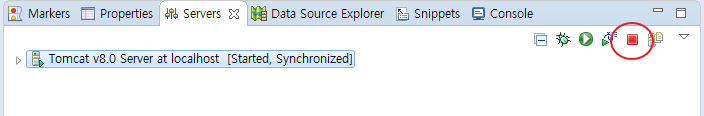 Markers Properties Servers Data Source Explorer Snippets Console
Tomcat v8.0 Server at localhost [Started, Synchronized]